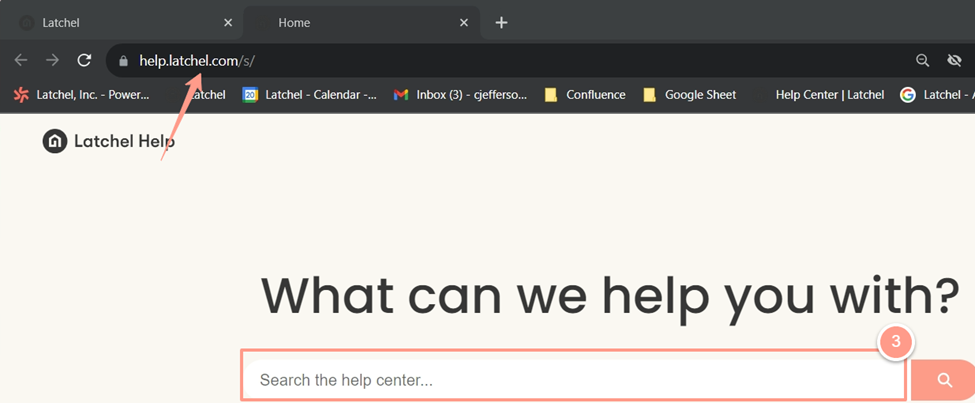 Latchel
Home
help.latchel.com/s/
Latchel, Inc. - Power... Latchel Latchel - Calendar -... Inbox (3) - cjefferso... Confluence Google Sheet Help Center | Latchel Latchel -
Latchel Help
What can we help you with?
3
Search the help center...